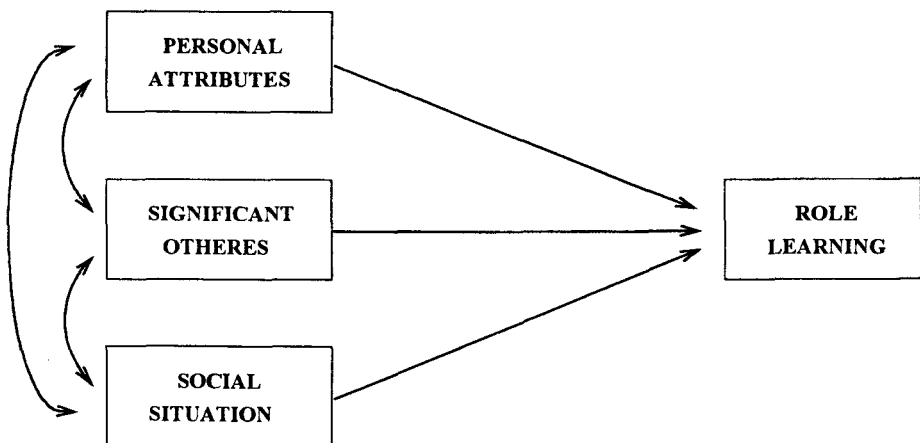 PERSONAL
ATTRIBUTES
SIGNIFICANT
OTHERES
ROLE
LEARNING
SOCIAL
SITUATION